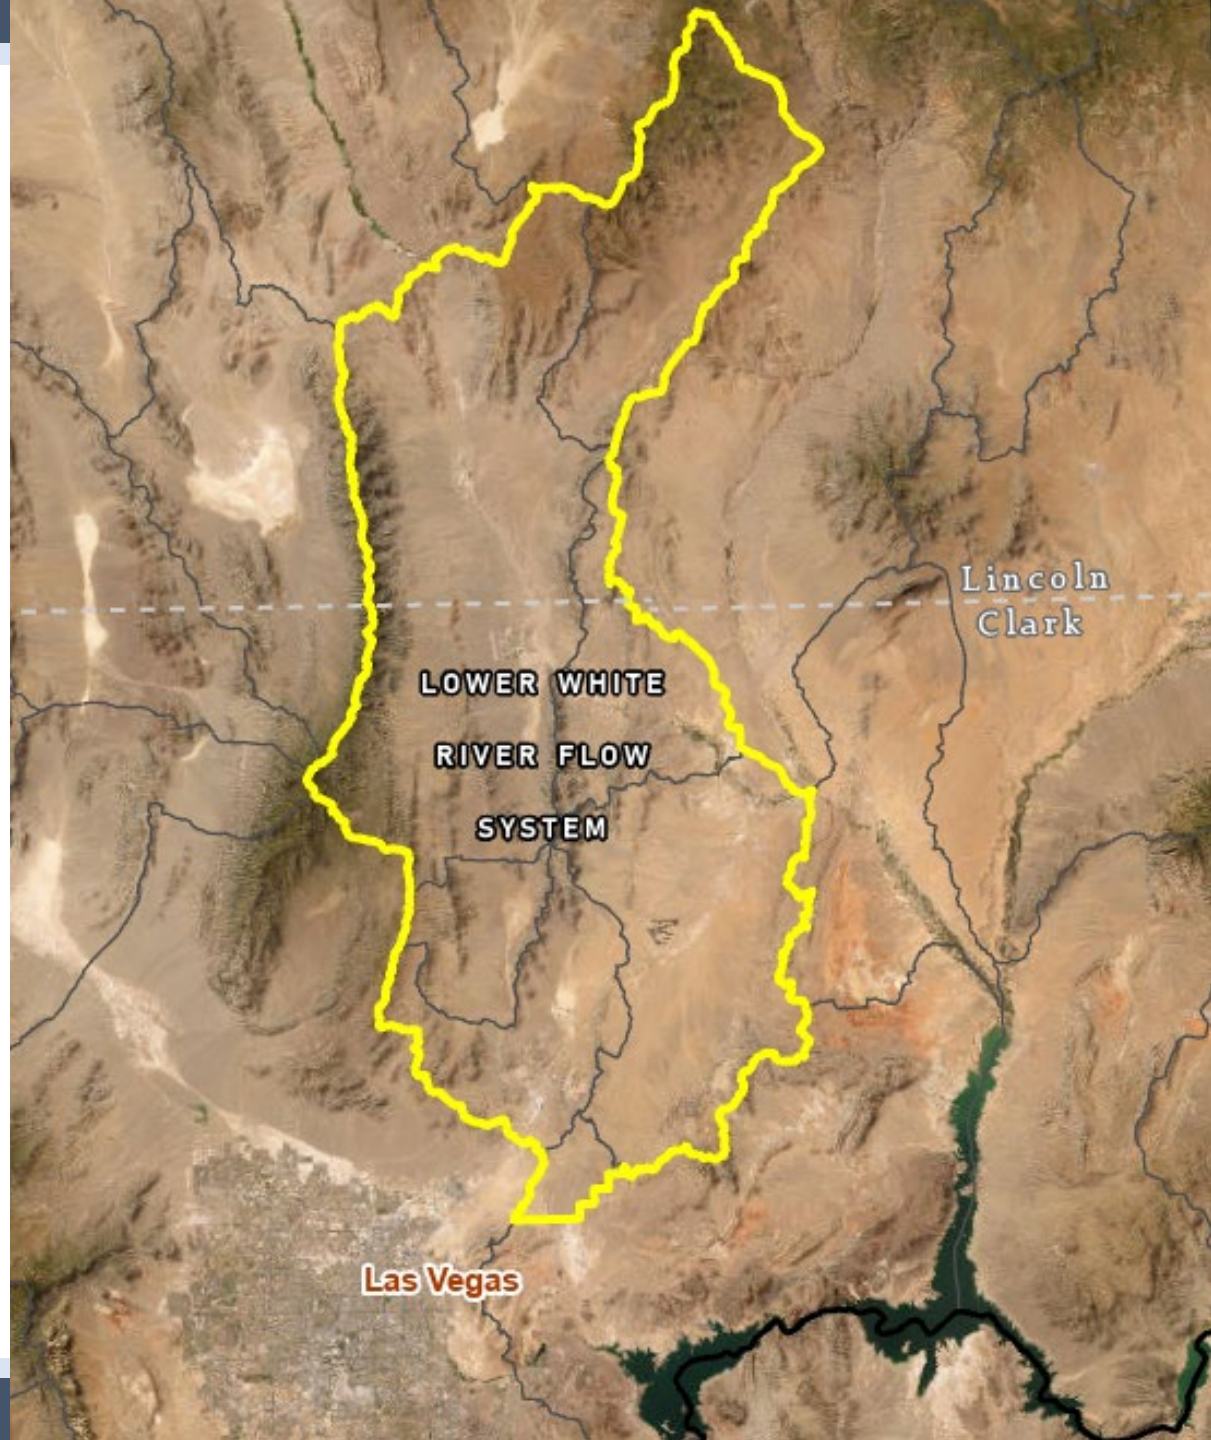 Lincoln
Clark
LOWER WHITE
RIVER FLOW
SYSTEM
Las Vegas